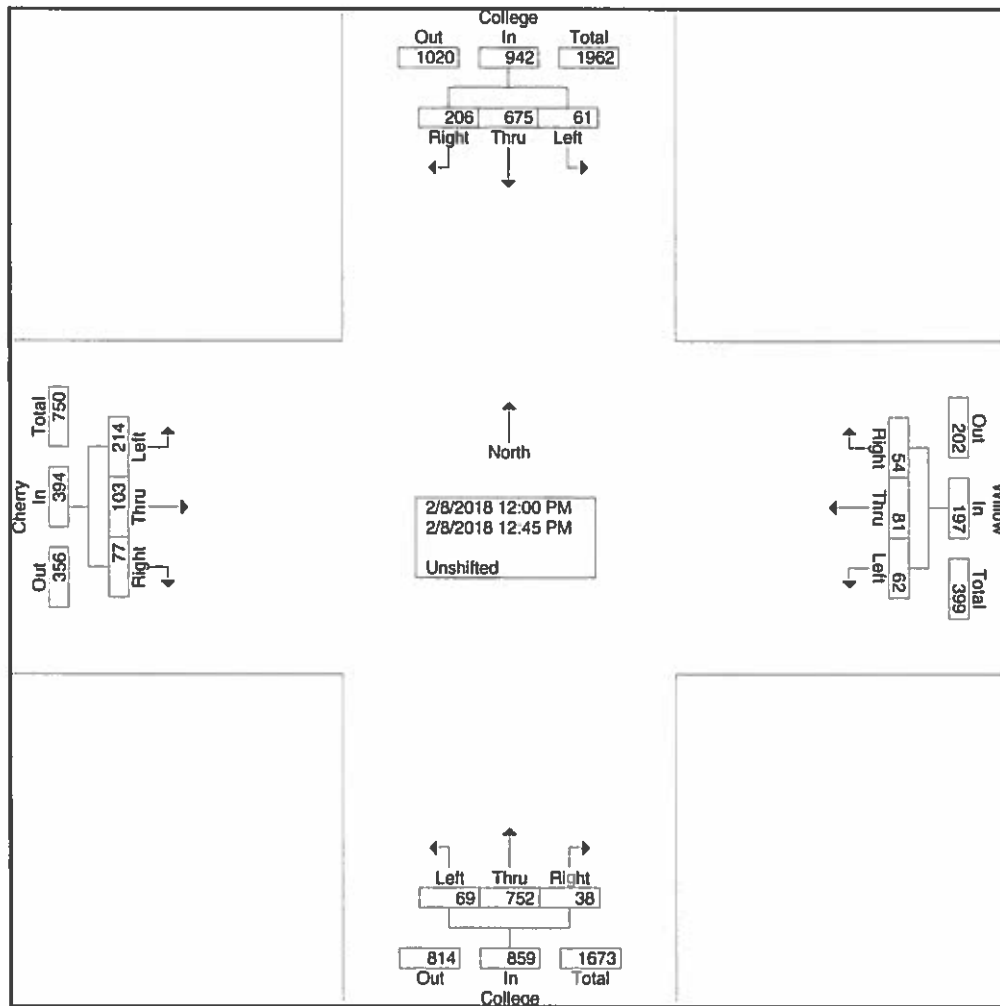 College
Out In Total
1020 942 1962
206 675 61
Right Thru Left
Cherry
Total In Out
750 394 356
214 103 77
Left Thru Right
North
2/8/2018 12:00 PM
2/8/2018 12:45 PM
Unshifted
Right Thru Left
54 81 62
Out In Total
202 197 399
Willow
Left Thru Right
69 752 38
814 859 1673
Out In Total
College